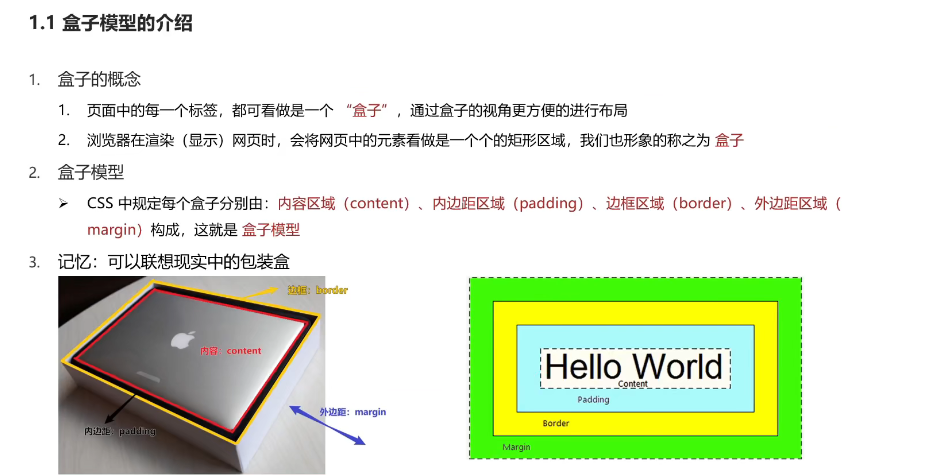 1.1 盒子模型的介绍
1. 盒子的概念
1. 页面中的每一个标签，都可看做是一个 “盒子”，通过盒子的视角更方便的进行布局
2. 浏览器在渲染（显示）网页时，会将网页中的元素看做是一个个的矩形区域，我们也形象的称之为 盒子
2. 盒子模型
➢ CSS 中规定每个盒子分别由：内容区域（content）、内边距区域（padding）、边框区域（border）、外边距区域（
margin）构成，这就是 盒子模型
3. 记忆：可以联想现实中的包装盒
边框：border
内容：content
外边距：margin
内边距：padding
Hello World
Content
Padding
Border
Margin